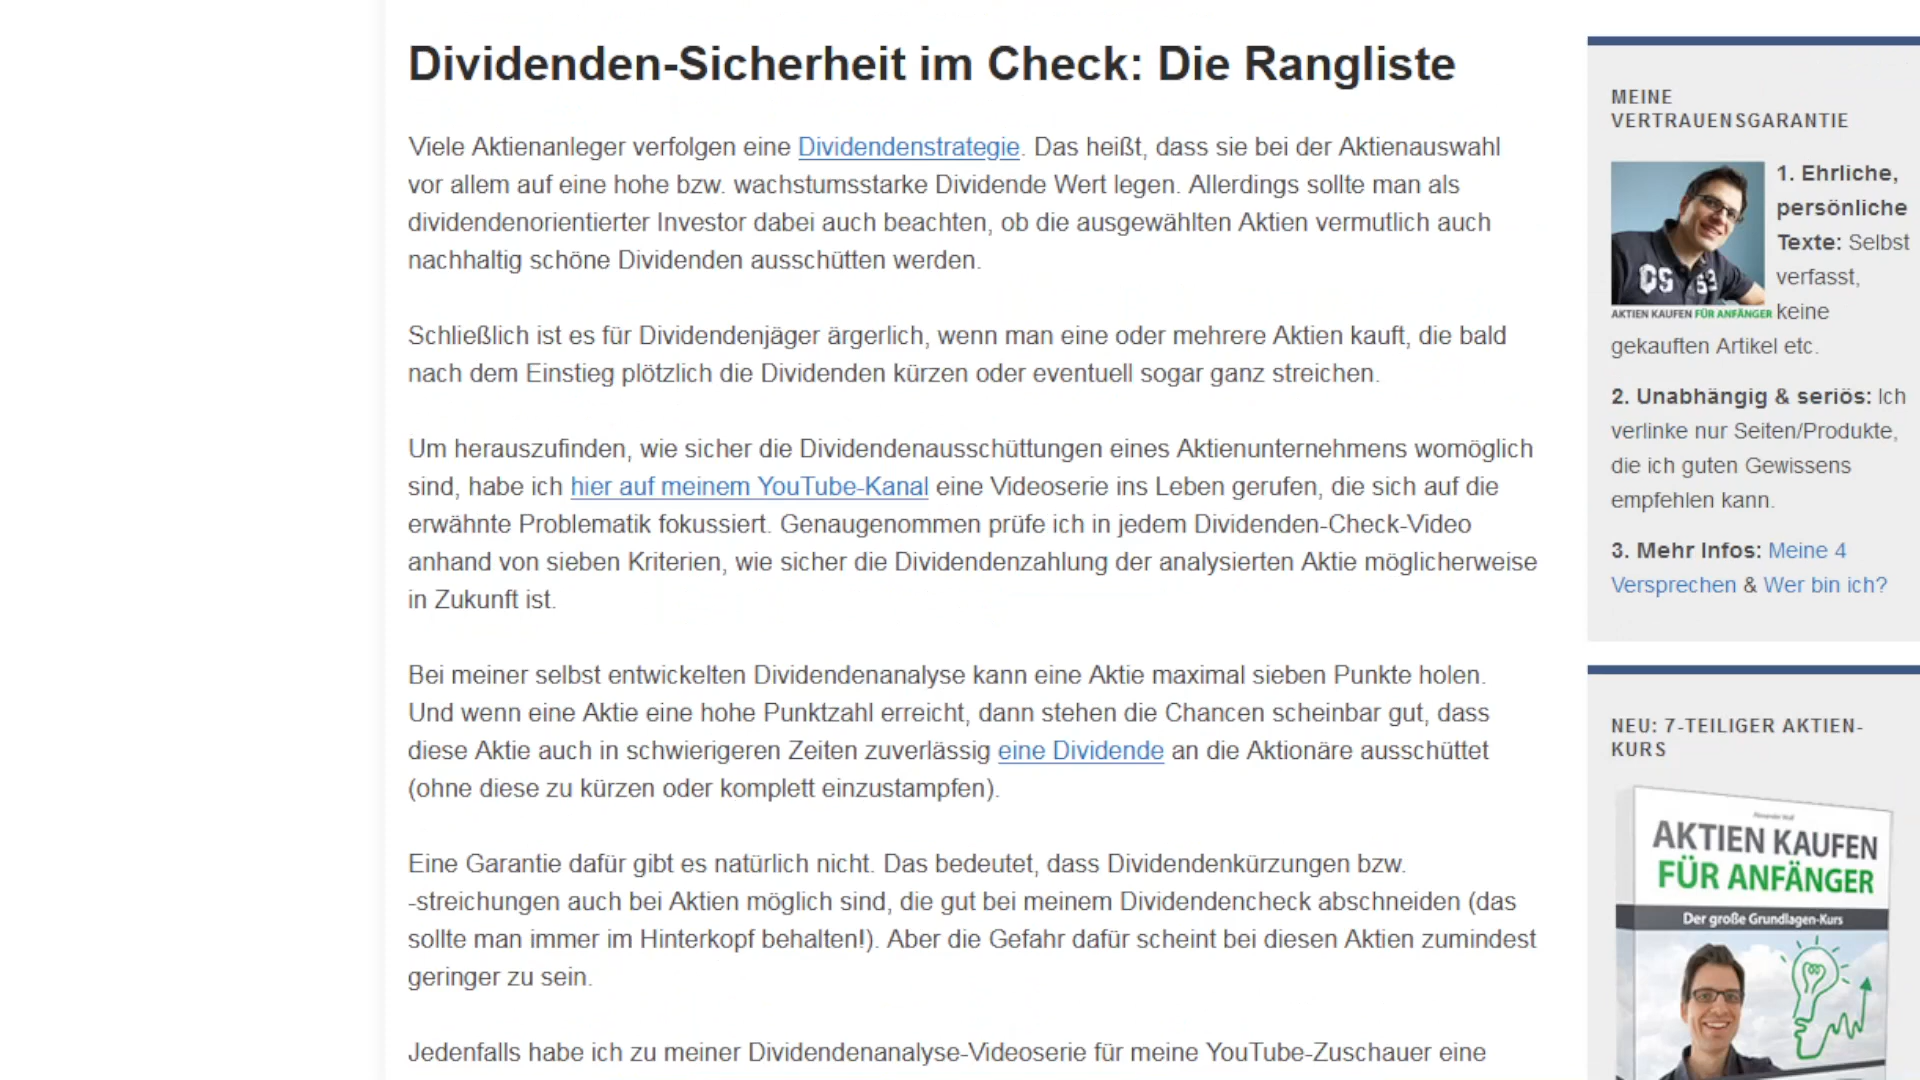 Dividenden-Sicherheit im Check: Die Rangliste
Viele Aktienanleger verfolgen eine Dividendenstrategie. Das heißt, dass sie bei der Aktienauswahl
vor allem auf eine hohe bzw. wachstumsstarke Dividende Wert legen. Allerdings sollte man als
dividendenorientierter Investor dabei auch beachten, ob die ausgewählten Aktien vermutlich auch
nachhaltig schöne Dividenden ausschütten werden.
Schließlich ist es für Dividendenjäger ärgerlich, wenn man eine oder mehrere Aktien kauft, die bald
nach dem Einstieg plötzlich die Dividenden kürzen oder eventuell sogar ganz streichen.
Um herauszufinden, wie sicher die Dividendenausschüttungen eines Aktienunternehmens womöglich
sind, habe ich hier auf meinem YouTube-Kanal eine Videoserie ins Leben gerufen, die sich auf die
erwähnte Problematik fokussiert. Genaugenommen prüfe ich in jedem Dividenden-Check-Video
anhand von sieben Kriterien, wie sicher die Dividendenzahlung der analysierten Aktie möglicherweise
in Zukunft ist.
Bei meiner selbst entwickelten Dividendenanalyse kann eine Aktie maximal sieben Punkte holen.
Und wenn eine Aktie eine hohe Punktzahl erreicht, dann stehen die Chancen scheinbar gut, dass
diese Aktie auch in schwierigeren Zeiten zuverlässig eine Dividende an die Aktionäre ausschüttet
(ohne diese zu kürzen oder komplett einzustampfen).
Eine Garantie dafür gibt es natürlich nicht. Das bedeutet, dass Dividendenkürzungen bzw.
-streichungen auch bei Aktien möglich sind, die gut bei meinem Dividendencheck abschneiden (das
sollte man immer im Hinterkopf behalten!). Aber die Gefahr dafür scheint bei diesen Aktien zumindest
geringer zu sein.
Jedenfalls habe ich zu meiner Dividendenanalyse-Videoserie für meine YouTube-Zuschauer eine
MEINE
VERTRAUENSGARANTIE
1. Ehrliche,
persönliche
Texte: Selbst
verfasst,
keine
gekauften Artikel etc.
AKTIEN KAUFEN FÜR ANFÄNGER
2. Unabhängig & seriös: Ich
verlinke nur Seiten/Produkte,
die ich guten Gewissens
empfehlen kann.
3. Mehr Infos: Meine 4
Versprechen & Wer bin ich?
NEU: 7-TEILIGER AKTIEN-
KURS
AKTIEN KAUFEN
FÜR ANFÄNGER
Der große Grundlagen-Kurs